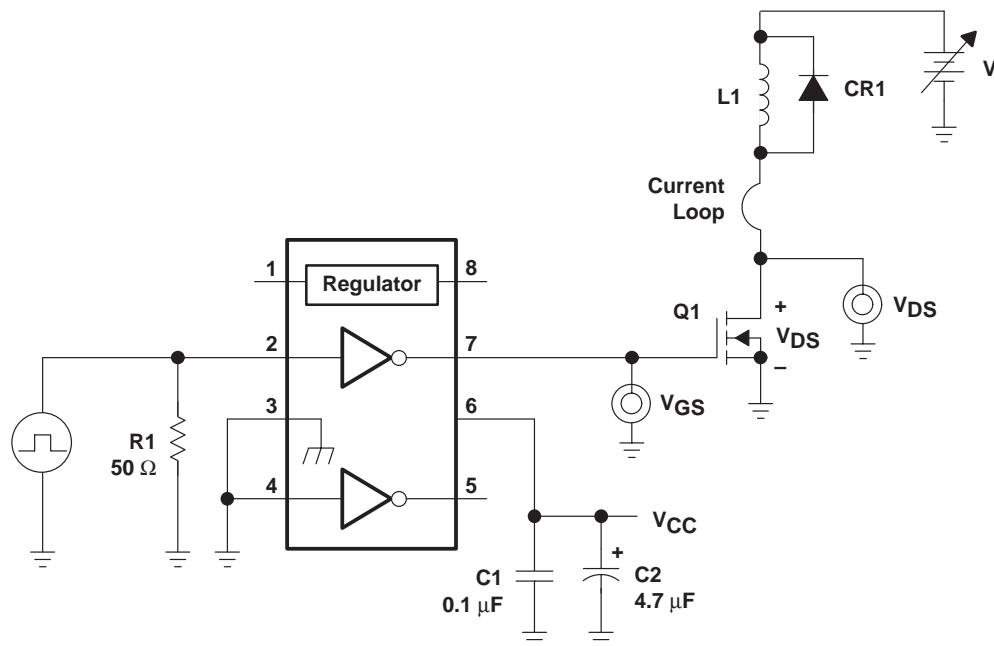 L1
CR1
V
Current
Loop
1
Regulator
8
Q1
+
VDS
–
VDS
2
7
VGS
3
6
R1
50 Ω
4
5
VCC
C1
0.1 μF
+
C2
4.7 μF